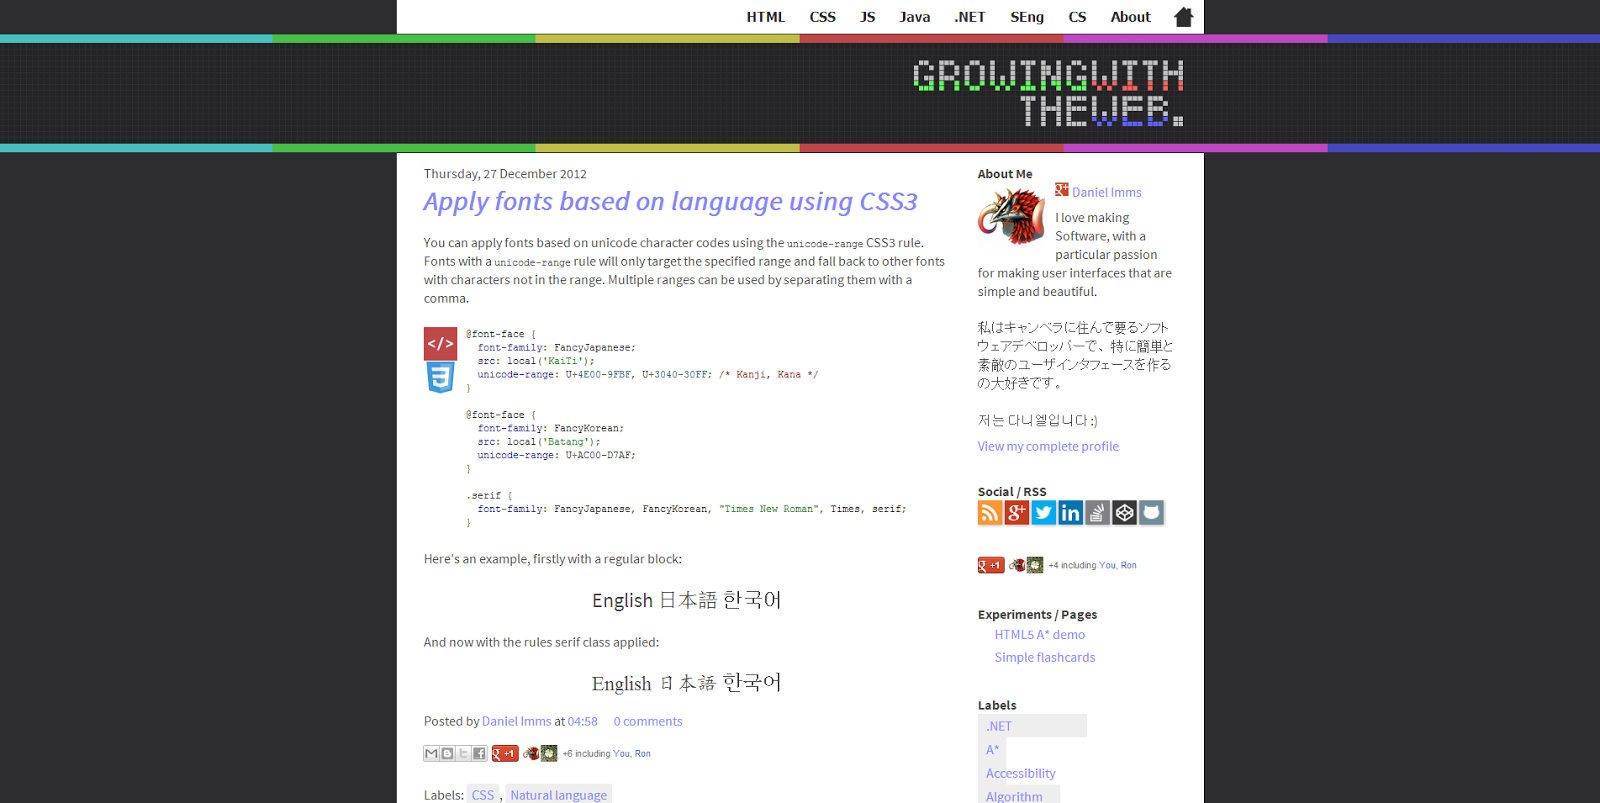 HTML CSS JS Java .NET SEng CS About
GROWINGWITH
THEWEB.
Thursday, 27 December 2012
Apply fonts based on language using CSS3
You can apply fonts based on unicode character codes using the unicode-range CSS3 rule.
Fonts with a unicode-range rule will only target the specified range and fall back to other fonts
with characters not in the range. Multiple ranges can be used by separating them with a
comma.
</>
3
@font-face {
font-family: FancyJapanese;
src: local('KaiTi');
unicode-range: U+4E00-9FBF, U+3040-30FF; /* Kanji, Kana */
}
@font-face {
font-family: FancyKorean;
src: local('Batang');
unicode-range: U+AC00-D7AF;
}
.serif {
font-family: FancyJapanese, FancyKorean, "Times New Roman", Times, serif;
}
Here's an example, firstly with a regular block:
English 日本語 한국어
And now with the rules serif class applied:
English 日本語 한국어
Posted by Daniel Imms at 04:58 0 comments
+1 +6 including You, Ron
Labels: CSS , Natural language
About Me
Daniel Imms
I love making
Software, with a
particular passion
for making user interfaces that are
simple and beautiful.
私はキャンベラに住んで要るソフト
ウェアデベロッパーで、特に簡単と
素敵のユーザインタフェースを作る
の大好きです。
저는 다니엘입니다 :)
View my complete profile
Social / RSS
+1 +4 including You, Ron
Experiments / Pages
HTML5 A* demo
Simple flashcards
Labels
.NET
A*
Accessibility
Algorithm